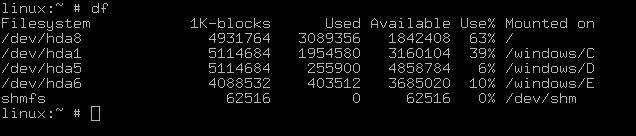 linux:~ # df
Filesystem 1K-blocks Used Available Use% Mounted on
/dev/hda8 4931764 3089356 1842408 63% /
/dev/hda1 5114684 1954580 3160104 39% /windows/C
/dev/hda5 5114684 255900 4858784 6% /windows/D
/dev/hda6 4088532 403512 3685020 10% /windows/E
shmfs 62516 0 62516 0% /dev/shm
linux:~ #